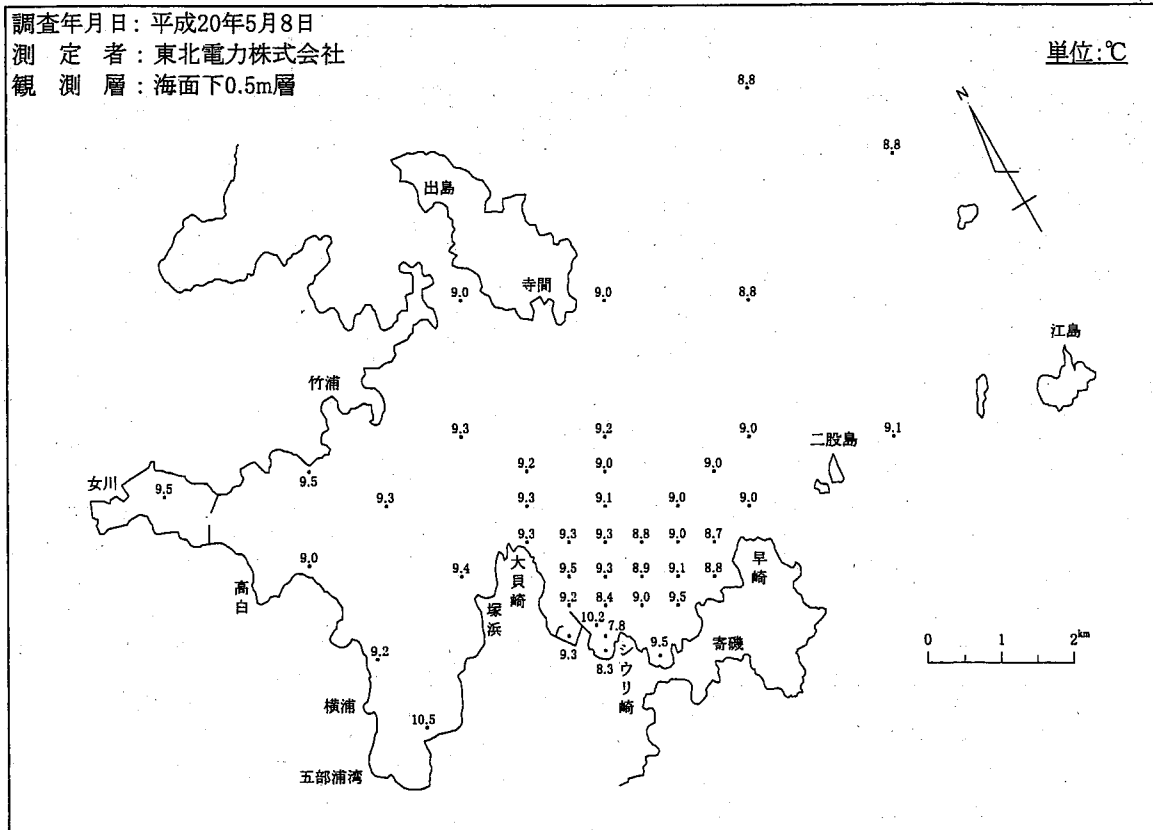 調査年月日：平成20年5月8日
測定者：東北電力株式会社
観測層：海面下0.5m層
単位：℃
8.8
N
8.8
出島
寺間
9.0
9.0
8.8
江島
竹浦
9.3
9.2
9.0
二股島
9.1
9.2
9.0
9.0
女川
9.5
9.5
9.3
9.3
9.1
9.0
9.0
9.3
9.3
9.3
8.8
9.0
8.7
9.0
9.4
大貝崎
9.5
9.3
8.9
9.1
8.8
早崎
高白
塚浜
9.2
8.4
9.0
9.5
10.2
7.8
9.3
8.3
シウリ崎
9.5
寄磯
0 1 2km
9.2
横浦
10.5
五部浦湾